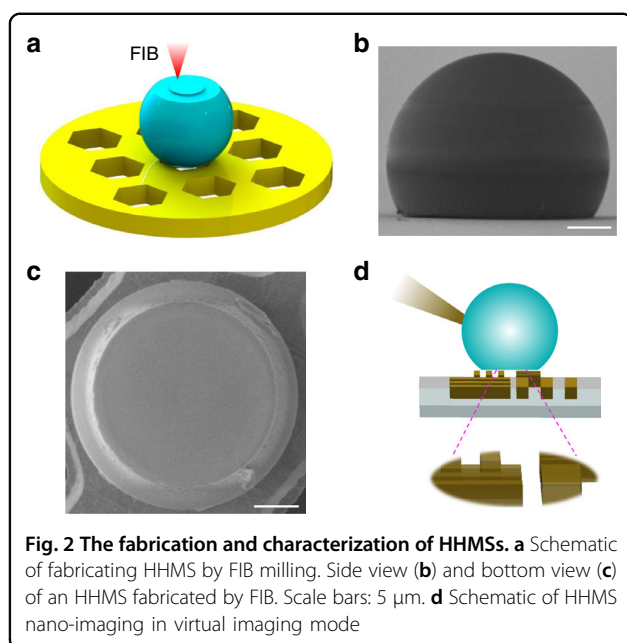 a
FIB
b
c
d
Fig. 2 The fabrication and characterization of HHMSs. a Schematic
of fabricating HHMS by FIB milling. Side view (b) and bottom view (c)
of an HHMS fabricated by FIB. Scale bars: 5 μm. d Schematic of HHMS
nano-imaging in virtual imaging mode